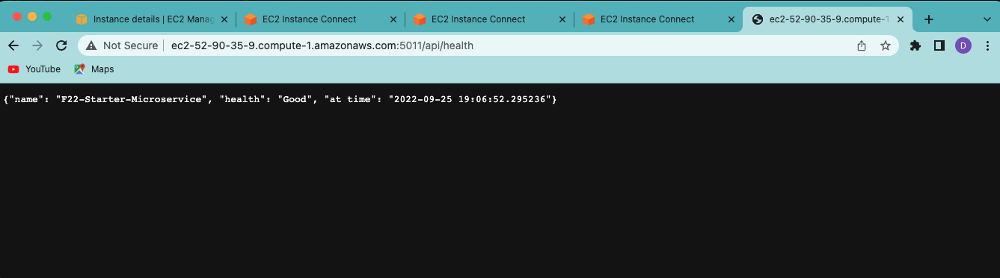 Instance details | EC2 Manag
EC2 Instance Connect
EC2 Instance Connect
EC2 Instance Connect
ec2-52-90-35-9.compute-1
Not Secure
ec2-52-90-35-9.compute-1.amazonaws.com:5011/api/health
D
YouTube
Maps
{"name": "F22-Starter-Microservice", "health": "Good", "at time": "2022-09-25 19:06:52.295236"}